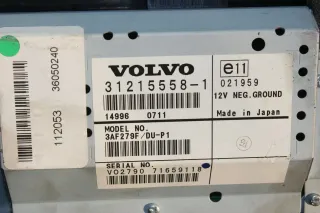 VOLVO
31215558-1
14996 0711
e11
021959
12V NEG.GROUND
Made in Japan
MODEL NO.
3AF279F/DU-P1
SERIAL NO.
VO2790 71659118
112053 36050240